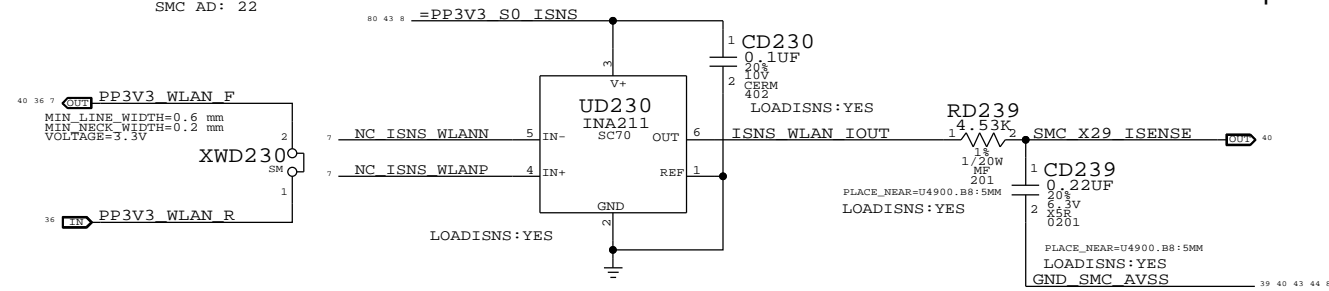 SMC AD: 22
80 43 8 =PP3V3_S0_ISNS
1 CD230
0.1UF
20%
10V
CERM
402
2
LOADISNS:YES
3
V+
UD230
INA211
SC70
40 36 7 OUT PP3V3_WLAN_F
MIN_LINE_WIDTH=0.6 mm
MIN_NECK_WIDTH=0.2 mm
VOLTAGE=3.3V
2
XWD230
SM
1
36 IN PP3V3_WLAN_R
7 NC_ISNS_WLANN 5 IN-
7 NC_ISNS_WLANP 4 IN+
OUT 6 ISNS_WLAN_IOUT
REF 1
GND
2
LOADISNS:YES
RD239
4.53K
1 2
1%
1/20W
MF
201
PLACE_NEAR=U4900.B8:5MM
LOADISNS:YES
SMC_X29_ISENSE OUT 40
1 CD239
0.22UF
20%
6.3V
X5R
0201
2
PLACE_NEAR=U4900.B8:5MM
LOADISNS:YES
GND_SMC_AVSS 39 40 43 44